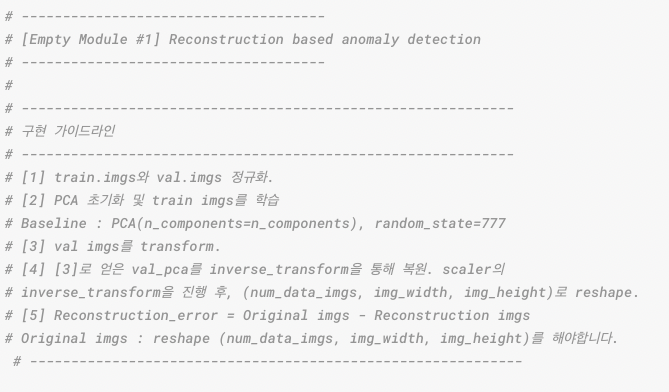 # -------------------------------------
# [Empty Module #1] Reconstruction based anomaly detection
# -------------------------------------
#
# ------------------------------------------------------------
# 구현 가이드라인
# ------------------------------------------------------------
# [1] train.imgs와 val.imgs 정규화.
# [2] PCA 초기화 및 train imgs를 학습
# Baseline : PCA(n_components=n_components), random_state=777
# [3] val imgs를 transform.
# [4] [3]로 얻은 val_pca를 inverse_transform을 통해 복원. scaler의
# inverse_transform을 진행 후, (num_data_imgs, img_width, img_height)로 reshape.
# [5] Reconstruction_error = Original imgs - Reconstruction imgs
# Original imgs : reshape (num_data_imgs, img_width, img_height)를 해야합니다.
# ------------------------------------------------------------